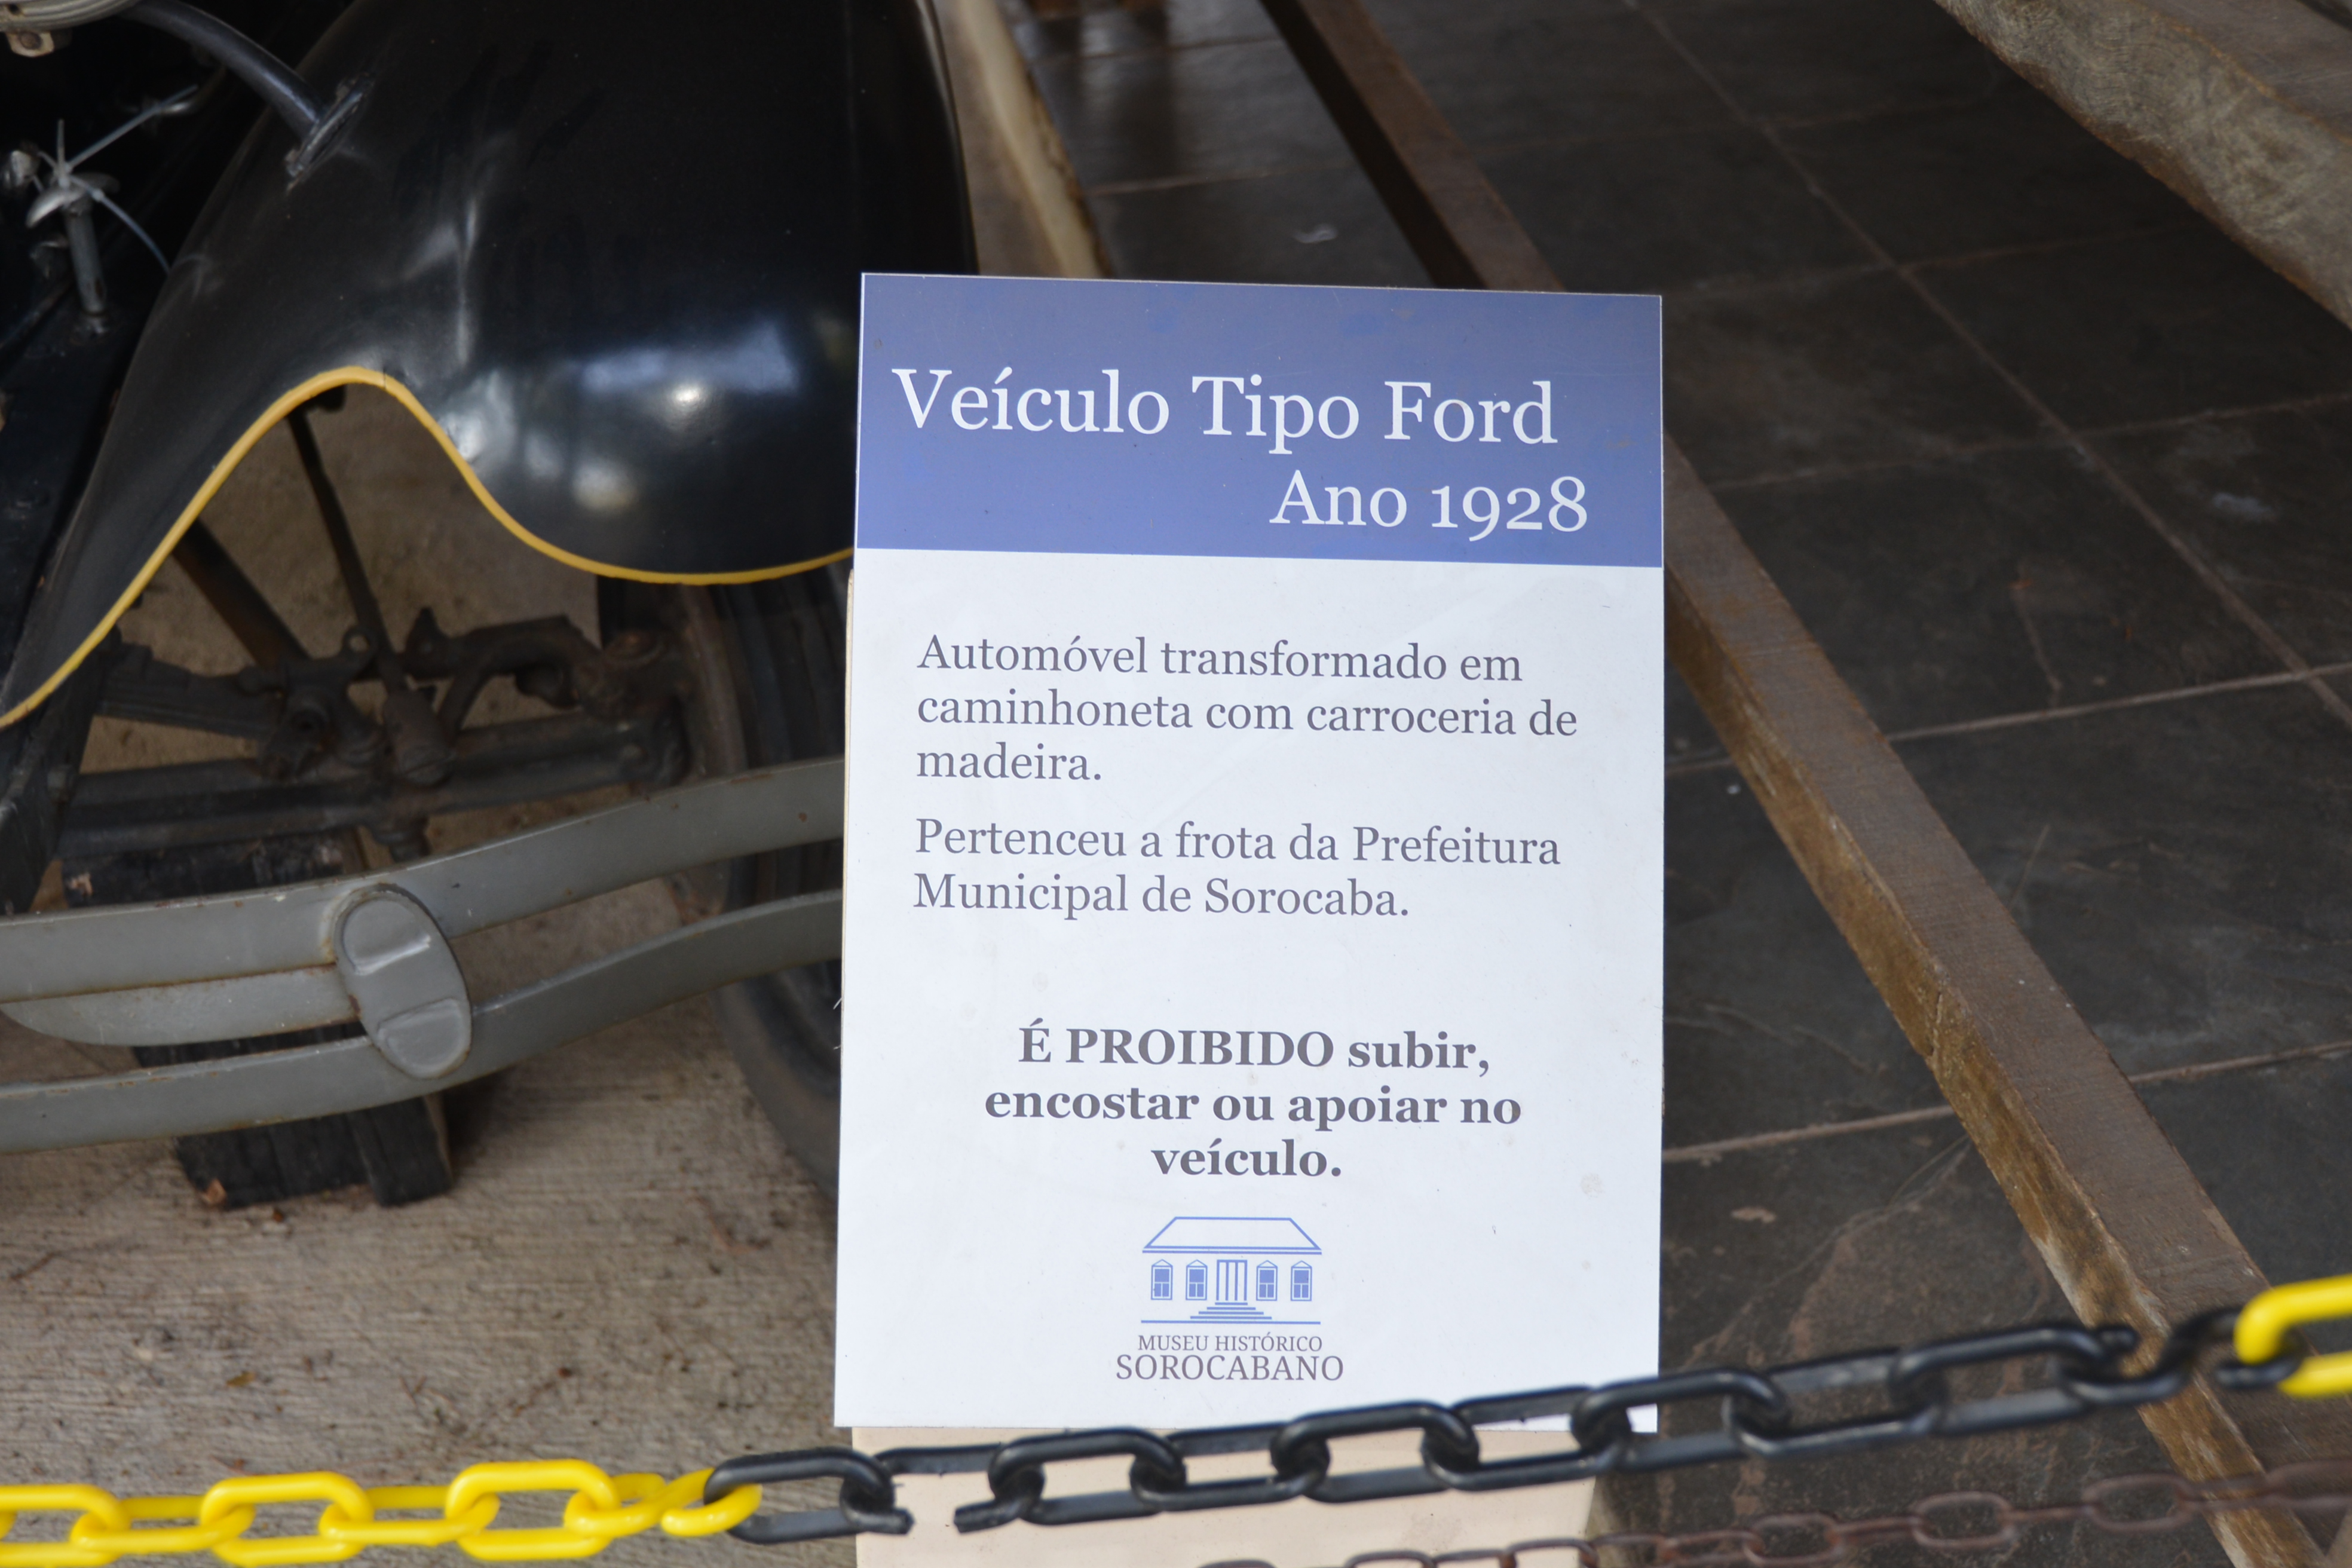 Veículo Tipo Ford
Ano 1928
Automóvel transformado em
caminhoneta com carroceria de
madeira.
Pertenceu a frota da Prefeitura
Municipal de Sorocaba.
É PROIBIDO subir,
encostar ou apoiar no
veículo.
MUSEU HISTÓRICO
SOROCABANO